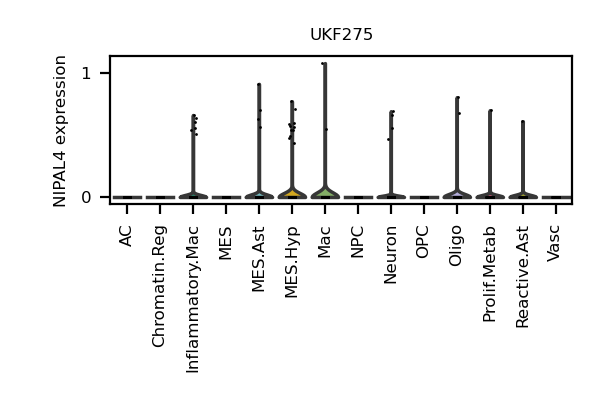 UKF275
NIPAL4 expression
1
0
AC
Chromatin.Reg
Inflammatory.Mac
MES
MES.Ast
MES.Hyp
Mac
NPC
Neuron
OPC
Oligo
Prolif.Metab
Reactive.Ast
Vasc